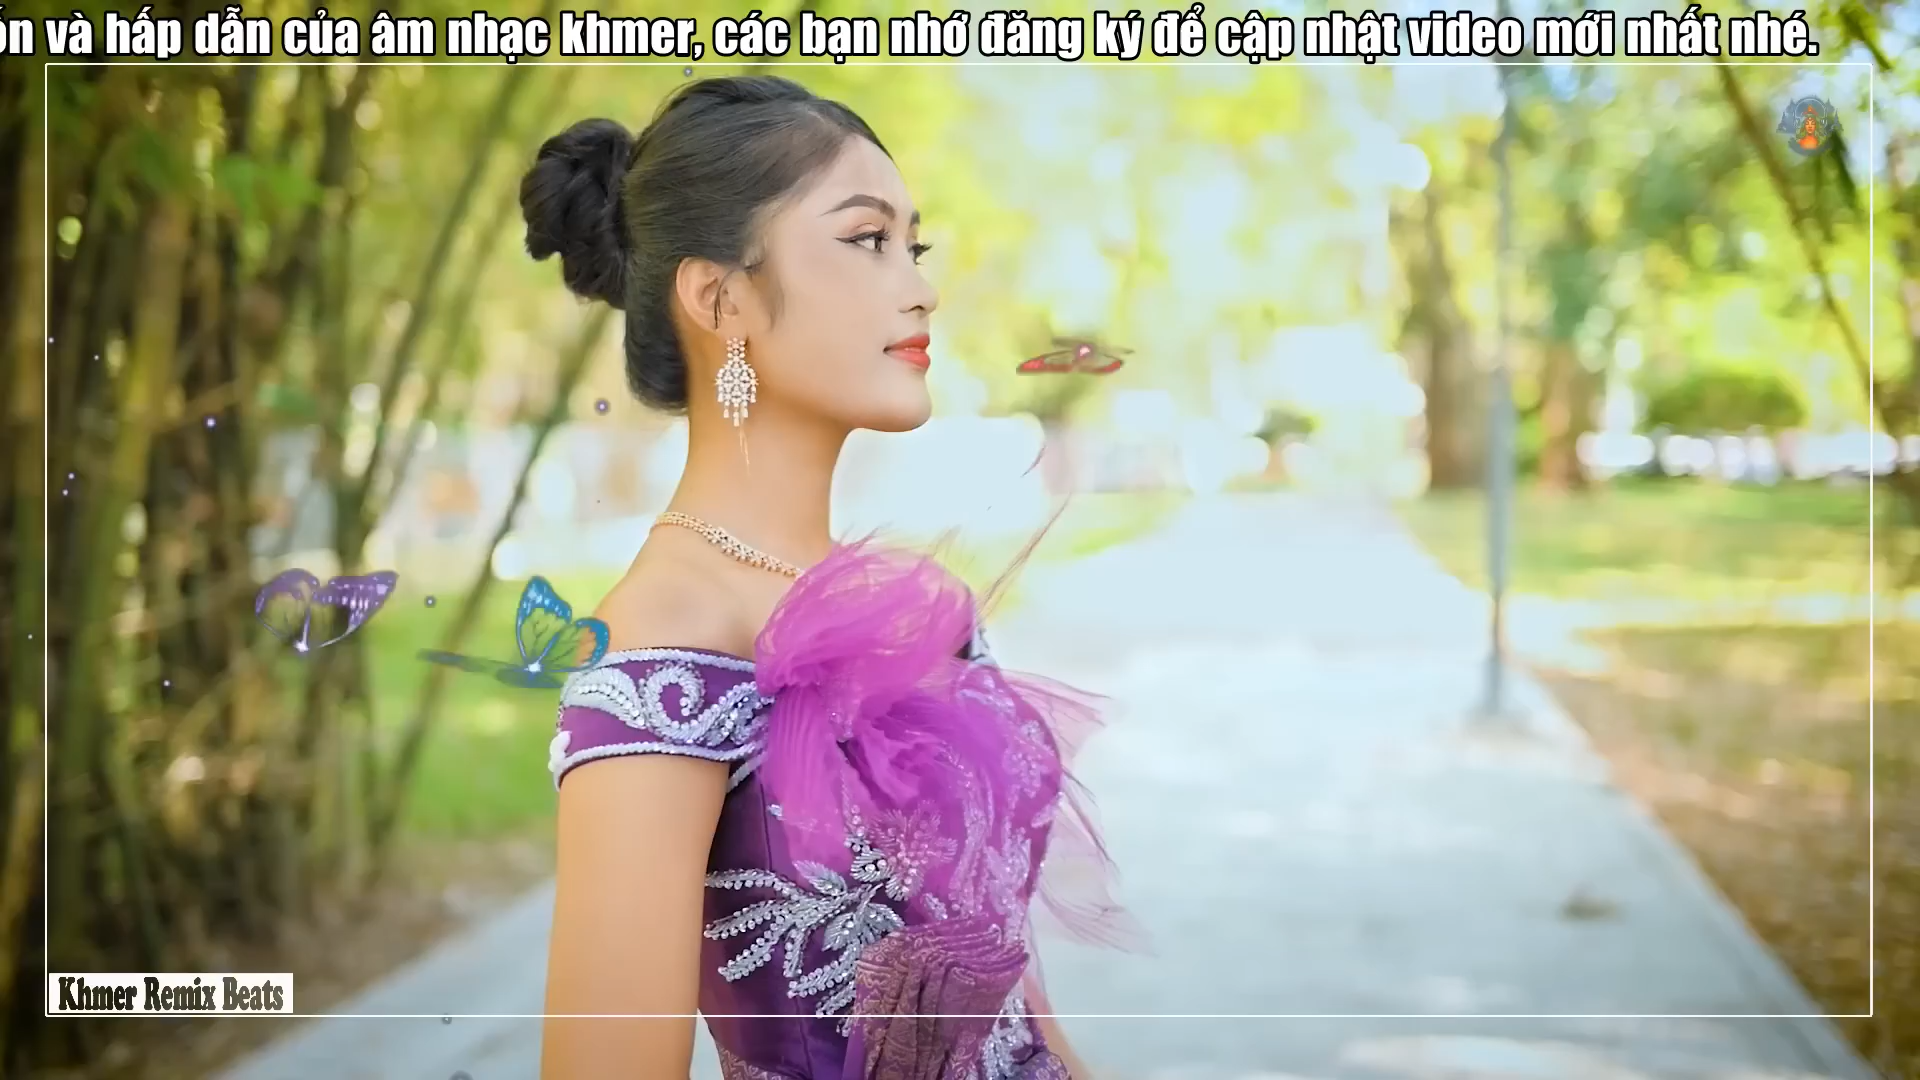 và hấp dẫn của âm nhạc khmer, các bạn nhớ đăng ký để cập nhật video mới nhất nhé.
Khmer Remix Beats